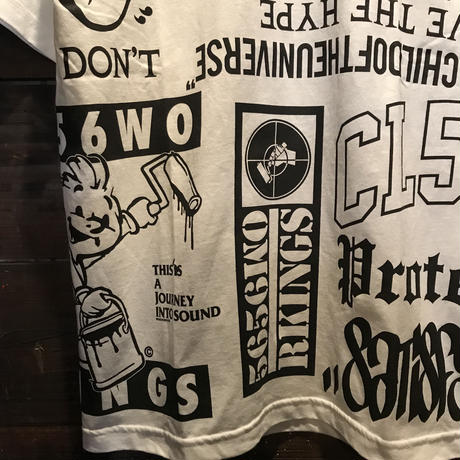 DON'T
VE THE HYPE
CHILDOFTHEUNIVERSE"
56WO
THIS IS
A
JOURNEY
INTO SOUND
©
NGS
5656WO
RKINGS
CL5
Prote